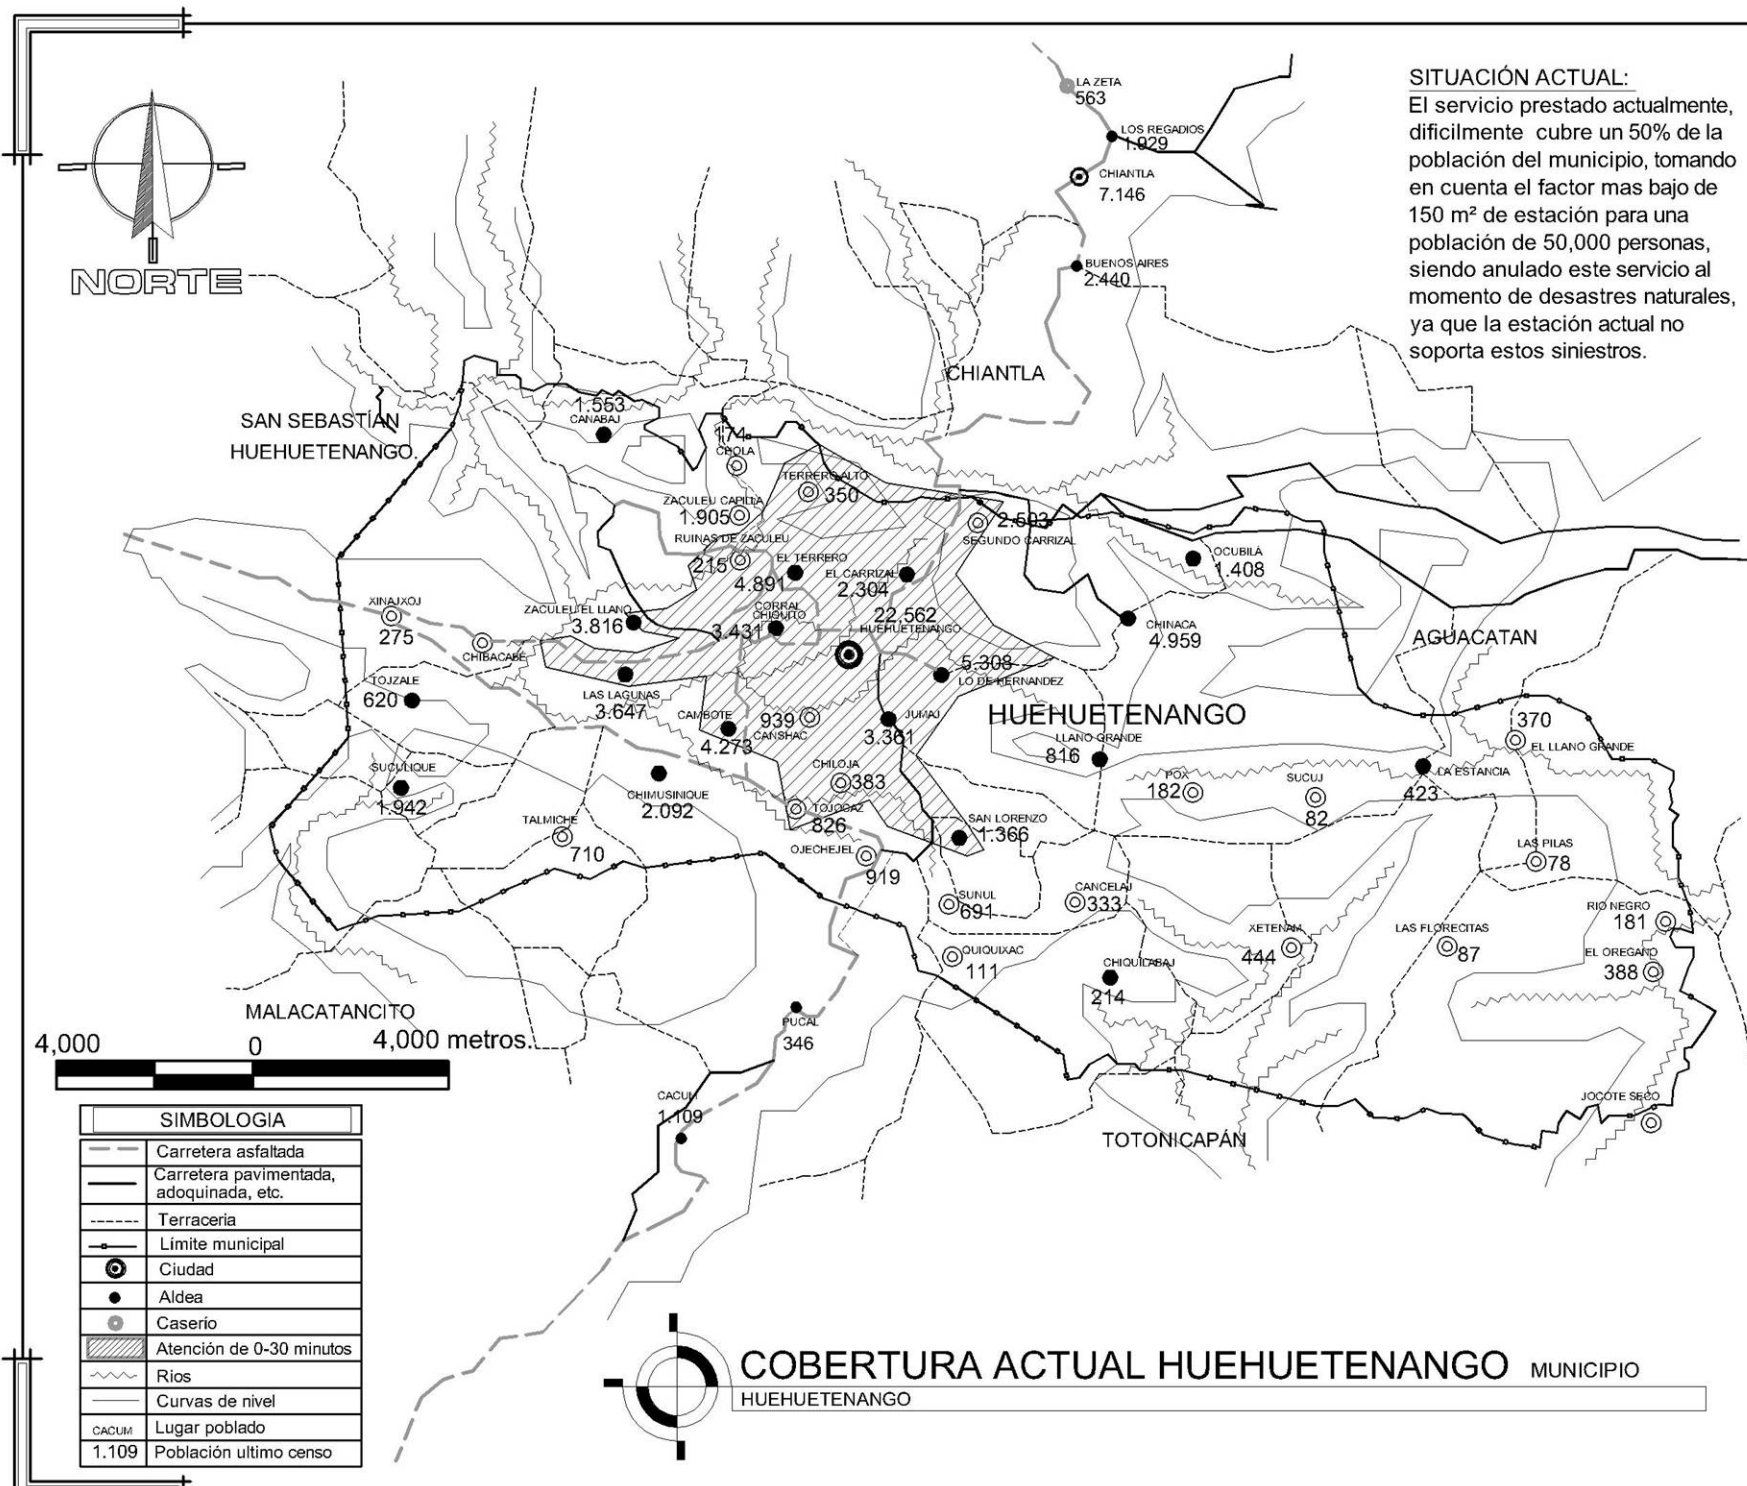 SITUACIÓN ACTUAL:
El servicio prestado actualmente,
dificilmente cubre un 50% de la
población del municipio, tomando
en cuenta el factor mas bajo de
150 m² de estación para una
población de 50,000 personas,
siendo anulado este servicio al
momento de desastres naturales,
ya que la estación actual no
soporta estos siniestros.
NORTE
LA ZETA
563
LOS REGADIOS
1.929
CHIANTLA
7.146
BUENOS AIRES
2.440
CHIANTLA
SAN SEBASTÍAN
HUEHUETENANGO.
1.553
CANABAJ
174
CHOLA
TERRERO ALTO
350
ZACULEU CAPILLA
1.905
RUINAS DE ZACULEU
215
EL TERRERO
4.891
EL CARRIZAL
2.304
2.503
SEGUNDO CARRIZAL
OCUBILÁ
1.408
XINAJXOJ
275
CHIBACABÉ
ZACULEU EL LLANO
3.816
CORRAL
CHIQUITO
3.431
22.562
HUEHUETENANGO
CHINACA
4.959
AGUACATAN
TOJZALE
620
LAS LAGUNAS
3.647
5.308
LO DE HERNANDEZ
CAMBOTE
4.273
939
CANSHAC
JUMAJ
3.361
HUEHUETENANGO
LLANO GRANDE
816
370
EL LLANO GRANDE
SUCULIQUE
1.942
CHIMUSINIQUE
2.092
CHILOJA
383
POX
182
SUCUJ
82
LA ESTANCIA
423
TALMICHE
710
TOJOCAZ
826
SAN LORENZO
1.366
OJECHEJEL
919
LAS PILAS
78
SUNUL
691
CANCELAJ
333
RIO NEGRO
181
QUIQUIXAC
111
XETENAM
444
LAS FLORECITAS
87
EL OREGANO
388
CHIQUILABAJ
214
MALACATANCITO
PUCAL
346
CACUM
1.109
JOCOTE SECO
TOTONICAPÁN
4,000 0 4,000 metros.
SIMBOLOGIA
Carretera asfaltada
Carretera pavimentada,
adoquinada, etc.
Terraceria
Límite municipal
Ciudad
Aldea
Caserío
Atención de 0-30 minutos
Rios
Curvas de nivel
CACUM Lugar poblado
1.109 Población ultimo censo
COBERTURA ACTUAL HUEHUETENANGO MUNICIPIO
HUEHUETENANGO